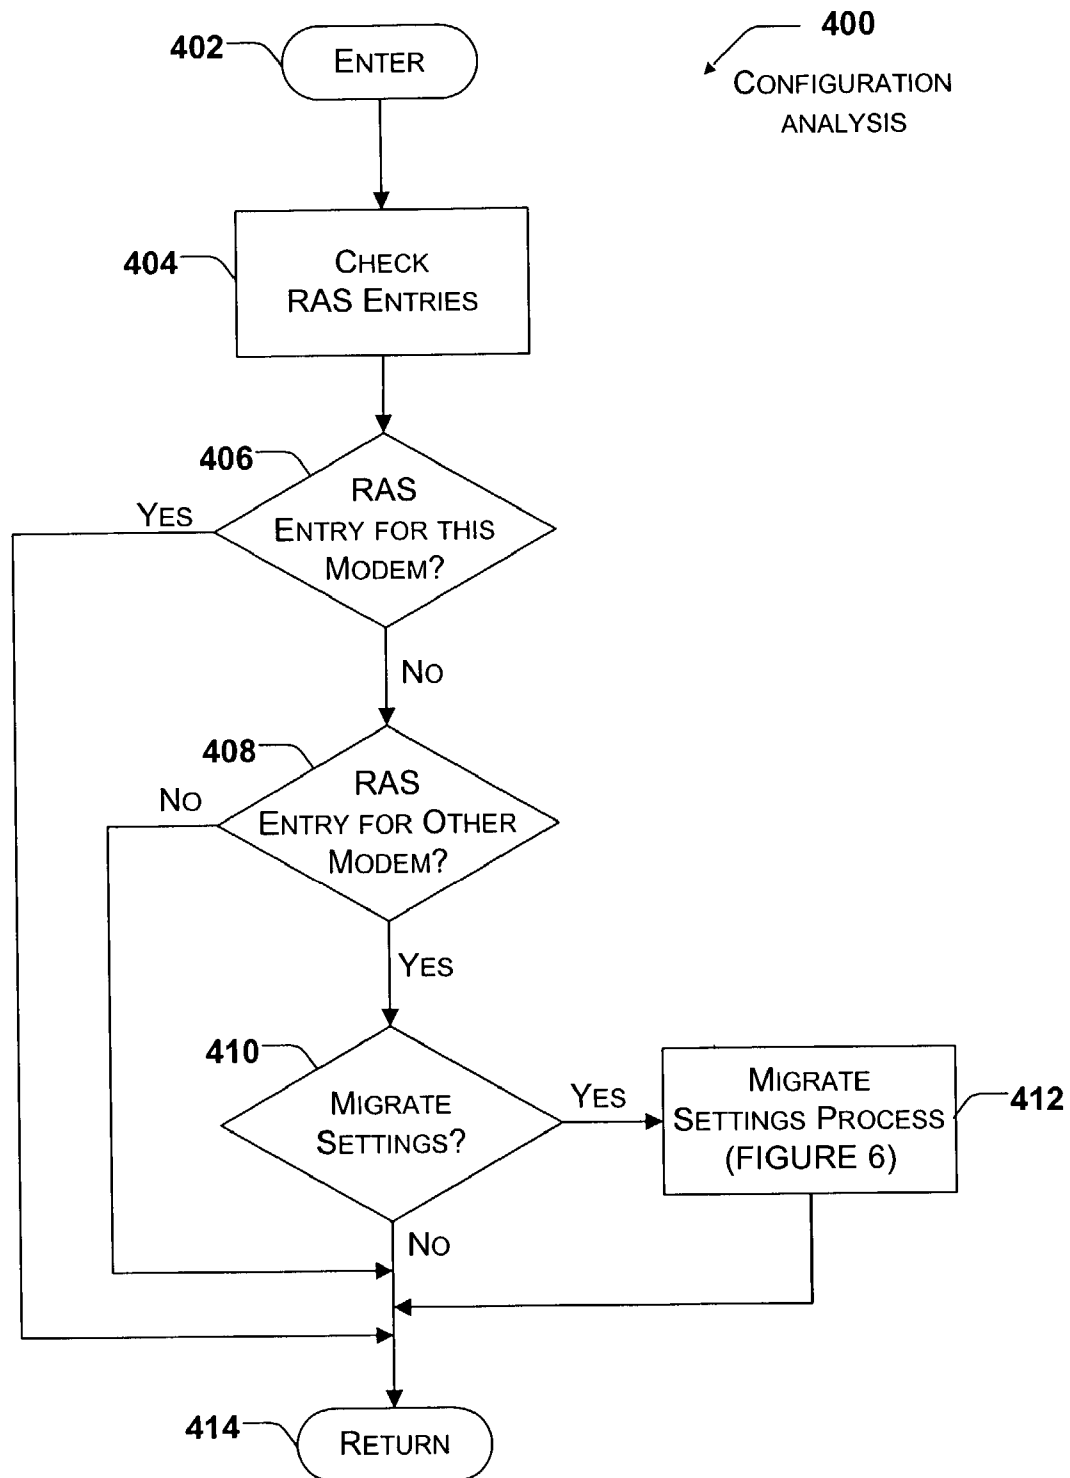 400
CONFIGURATION
ANALYSIS
402
ENTER
404
CHECK
RAS ENTRIES
406
RAS
ENTRY FOR THIS
MODEM?
YES
NO
408
RAS
ENTRY FOR OTHER
MODEM?
NO
YES
410
MIGRATE
SETTINGS?
YES
MIGRATE
SETTINGS PROCESS
(FIGURE 6)
412
NO
414
RETURN